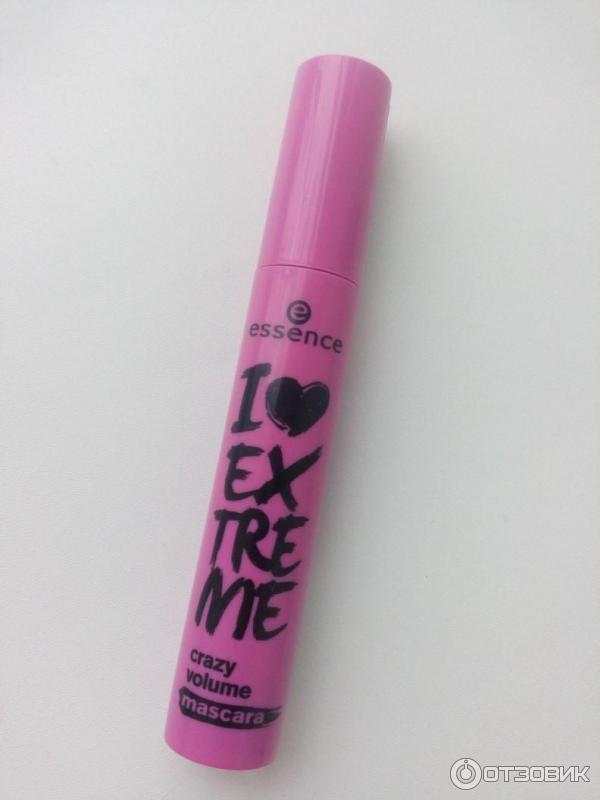 e
essence
I
EX
TRE
ME
crazy
volume
mascara
ОТЗОВИК